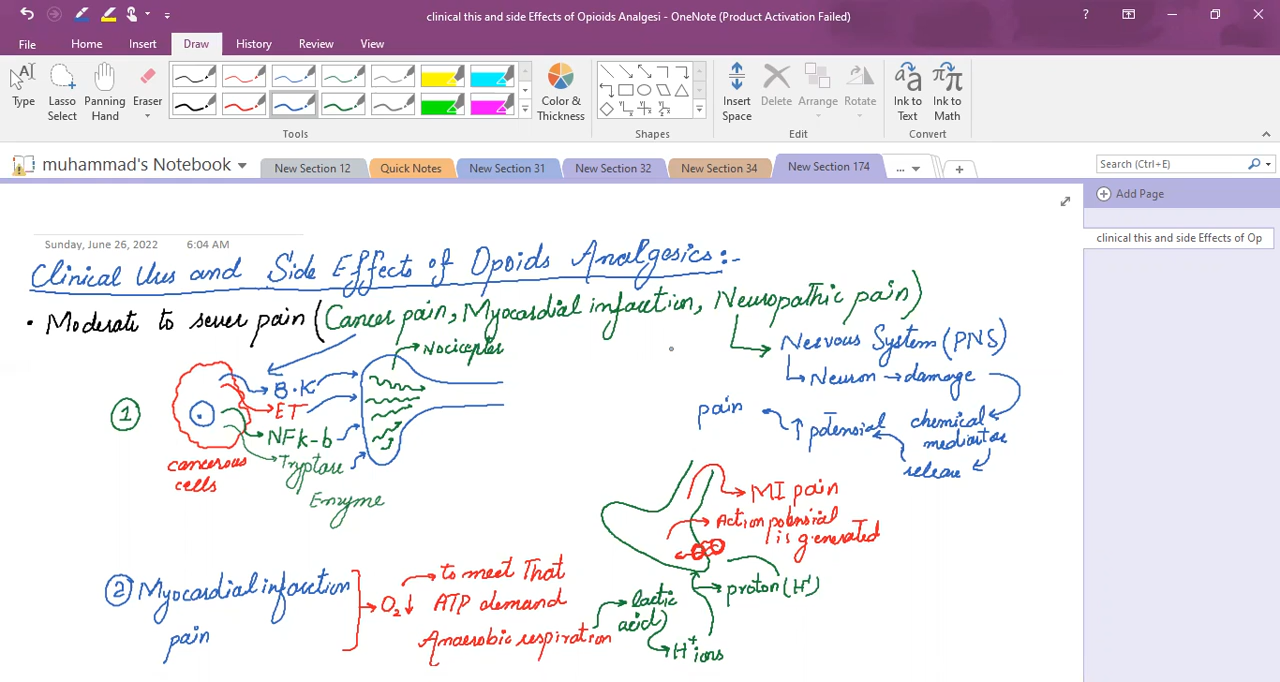 clinical this and side Effects of Opioids Analgesi - OneNote (Product Activation Failed)
File Home Insert Draw History Review View
Type Lasso Select Panning Hand Eraser Color & Thickness Insert Space Delete Arrange Rotate Ink to Text Ink to Math
Tools Shapes Edit Convert
muhammad's Notebook New Section 12 Quick Notes New Section 31 New Section 32 New Section 34 New Section 174 ... Search (Ctrl+E)
Add Page
clinical this and side Effects of Op
Sunday, June 26, 2022 6:04 AM
Clinical Uses and Side Effects of Opoids Analgesics:-
• Moderate to sever pain (Cancer pain, Myocardial infarction, Neuropathic pain)
Nervous System (PNS)
Neuron → damage
chemical mediator
release
↑ potensial
pain
① cancerous cells
B.K
ET
NFk-b
Tryptase
Enzyme
Nocicepter
MI pain
Action potensial
is generated
proton (H+)
② Myocardial infarction
pain
O2↓
to meet That
ATP demand
Anaerobic respiration
lactic
acid
H+ ions